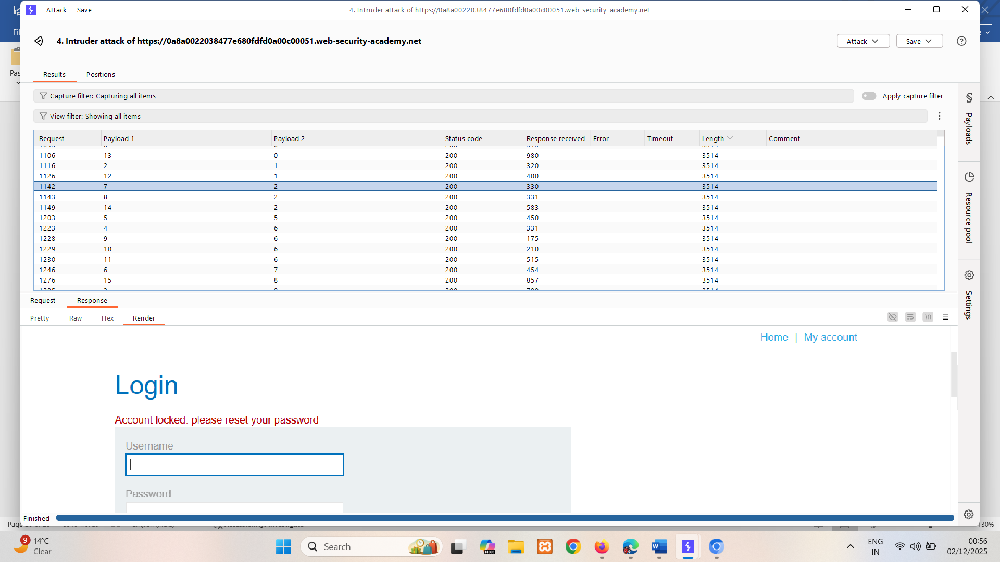 Attack Save 4. Intruder attack of https://0a8a0022038477e680fdfd0a00c00051.web-security-academy.net
4. Intruder attack of https://0a8a0022038477e680fdfd0a00c00051.web-security-academy.net Attack Save
Results Positions
Capture filter: Capturing all items Apply capture filter
View filter: Showing all items
Request Payload 1 Payload 2 Status code Response received Error Timeout Length Comment
1106 13 0 200 980 3514
1116 2 1 200 320 3514
1126 12 1 200 400 3514
1142 7 2 200 330 3514
1143 8 2 200 331 3514
1149 14 2 200 583 3514
1203 5 5 200 450 3514
1223 4 6 200 331 3514
1228 9 6 200 175 3514
1229 10 6 200 210 3514
1230 11 6 200 515 3514
1246 6 7 200 454 3514
1276 15 8 200 857 3514
Payloads
Resource pool
Settings
Request Response
Pretty Raw Hex Render \n
Home | My account
Login
Account locked: please reset your password
Username
Password
Finished
130%
9 14°C
Clear
Search
M365
ENG
IN
00:56
02/12/2025